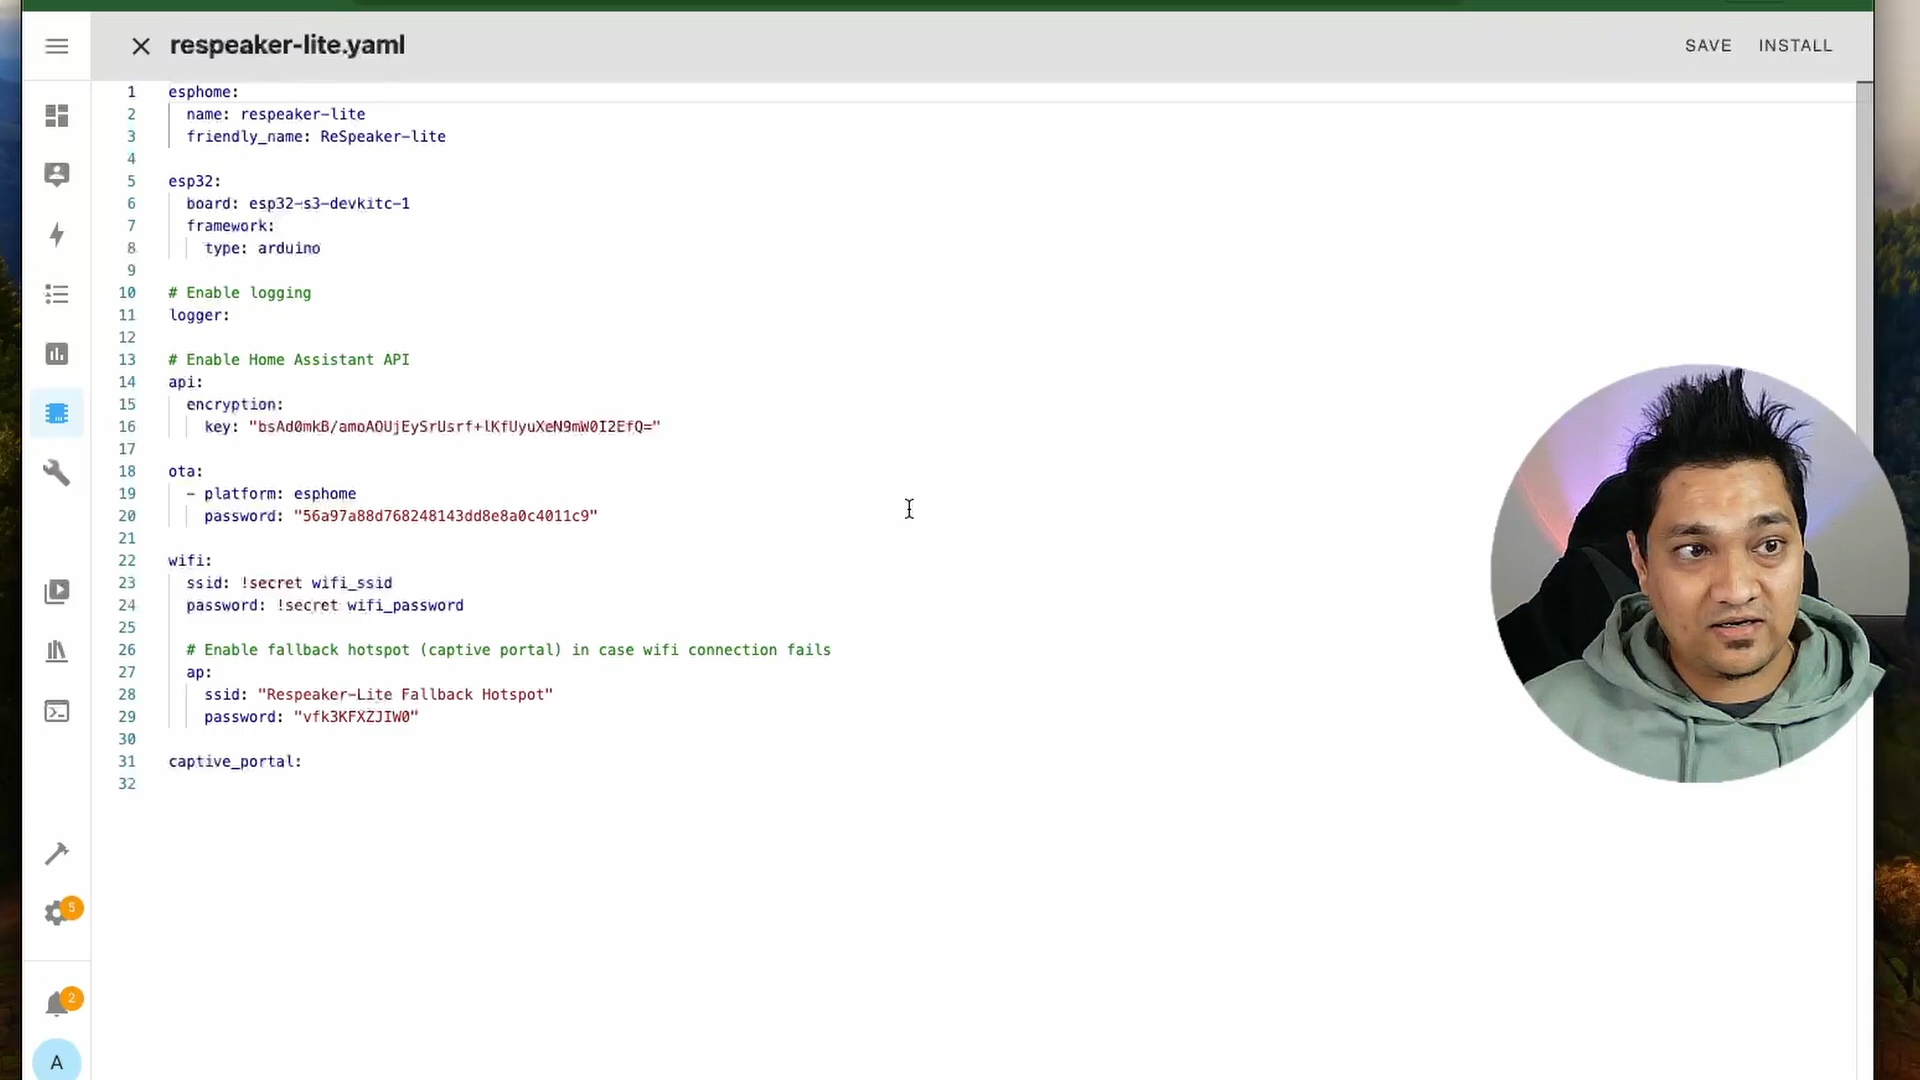 respeaker-lite.yaml
SAVE
INSTALL
1 esphome:
2 name: respeaker-lite
3 friendly_name: ReSpeaker-lite
4
5 esp32:
6 board: esp32-s3-devkitc-1
7 framework:
8 type: arduino
9
10 # Enable logging
11 logger:
12
13 # Enable Home Assistant API
14 api:
15 encryption:
16 key: "bsAd0mkB/amoAOUjEySrUsrf+lKfUyuXeN9mW0I2EfQ="
17
18 ota:
19 - platform: esphome
20 password: "56a97a88d768248143dd8e8a0c4011c9"
21
22 wifi:
23 ssid: !secret wifi_ssid
24 password: !secret wifi_password
25
26 # Enable fallback hotspot (captive portal) in case wifi connection fails
27 ap:
28 ssid: "Respeaker-Lite Fallback Hotspot"
29 password: "vfk3KFXZJIW0"
30
31 captive_portal:
32
5
2
A